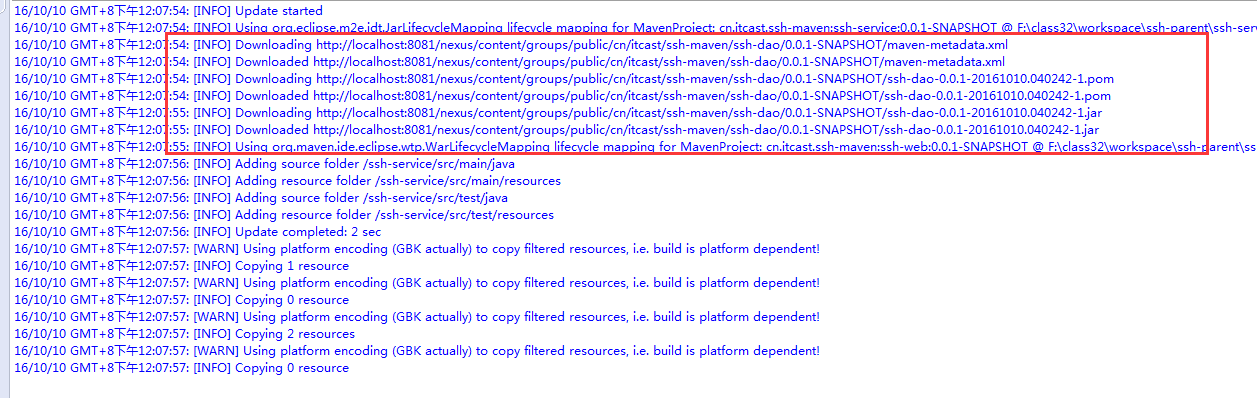 16/10/10 GMT+8下午12:07:54: [INFO] Update started
16/10/10 GMT+8下午12:07:54: [INFO] Using org.eclipse.m2e.jdt.JarLifecycleMapping lifecycle mapping for MavenProject: cn.itcast.ssh-maven:ssh-service:0.0.1-SNAPSHOT @ F:\class32\workspace\ssh-parent\ssh-serv
16/10/10 GMT+8下午12:07:54: [INFO] Downloading http://localhost:8081/nexus/content/groups/public/cn/itcast/ssh-maven/ssh-dao/0.0.1-SNAPSHOT/maven-metadata.xml
16/10/10 GMT+8下午12:07:54: [INFO] Downloaded http://localhost:8081/nexus/content/groups/public/cn/itcast/ssh-maven/ssh-dao/0.0.1-SNAPSHOT/maven-metadata.xml
16/10/10 GMT+8下午12:07:54: [INFO] Downloading http://localhost:8081/nexus/content/groups/public/cn/itcast/ssh-maven/ssh-dao/0.0.1-SNAPSHOT/ssh-dao-0.0.1-20161010.040242-1.pom
16/10/10 GMT+8下午12:07:54: [INFO] Downloaded http://localhost:8081/nexus/content/groups/public/cn/itcast/ssh-maven/ssh-dao/0.0.1-SNAPSHOT/ssh-dao-0.0.1-20161010.040242-1.pom
16/10/10 GMT+8下午12:07:55: [INFO] Downloading http://localhost:8081/nexus/content/groups/public/cn/itcast/ssh-maven/ssh-dao/0.0.1-SNAPSHOT/ssh-dao-0.0.1-20161010.040242-1.jar
16/10/10 GMT+8下午12:07:55: [INFO] Downloaded http://localhost:8081/nexus/content/groups/public/cn/itcast/ssh-maven/ssh-dao/0.0.1-SNAPSHOT/ssh-dao-0.0.1-20161010.040242-1.jar
16/10/10 GMT+8下午12:07:55: [INFO] Using org.maven.ide.eclipse.wtp.WarLifecycleMapping lifecycle mapping for MavenProject: cn.itcast.ssh-maven:ssh-web:0.0.1-SNAPSHOT @ F:\class32\workspace\ssh-parent\ss
16/10/10 GMT+8下午12:07:56: [INFO] Adding source folder /ssh-service/src/main/java
16/10/10 GMT+8下午12:07:56: [INFO] Adding resource folder /ssh-service/src/main/resources
16/10/10 GMT+8下午12:07:56: [INFO] Adding source folder /ssh-service/src/test/java
16/10/10 GMT+8下午12:07:56: [INFO] Adding resource folder /ssh-service/src/test/resources
16/10/10 GMT+8下午12:07:56: [INFO] Update completed: 2 sec
16/10/10 GMT+8下午12:07:57: [WARN] Using platform encoding (GBK actually) to copy filtered resources, i.e. build is platform dependent!
16/10/10 GMT+8下午12:07:57: [INFO] Copying 1 resource
16/10/10 GMT+8下午12:07:57: [WARN] Using platform encoding (GBK actually) to copy filtered resources, i.e. build is platform dependent!
16/10/10 GMT+8下午12:07:57: [INFO] Copying 0 resource
16/10/10 GMT+8下午12:07:57: [WARN] Using platform encoding (GBK actually) to copy filtered resources, i.e. build is platform dependent!
16/10/10 GMT+8下午12:07:57: [INFO] Copying 2 resources
16/10/10 GMT+8下午12:07:57: [WARN] Using platform encoding (GBK actually) to copy filtered resources, i.e. build is platform dependent!
16/10/10 GMT+8下午12:07:57: [INFO] Copying 0 resource